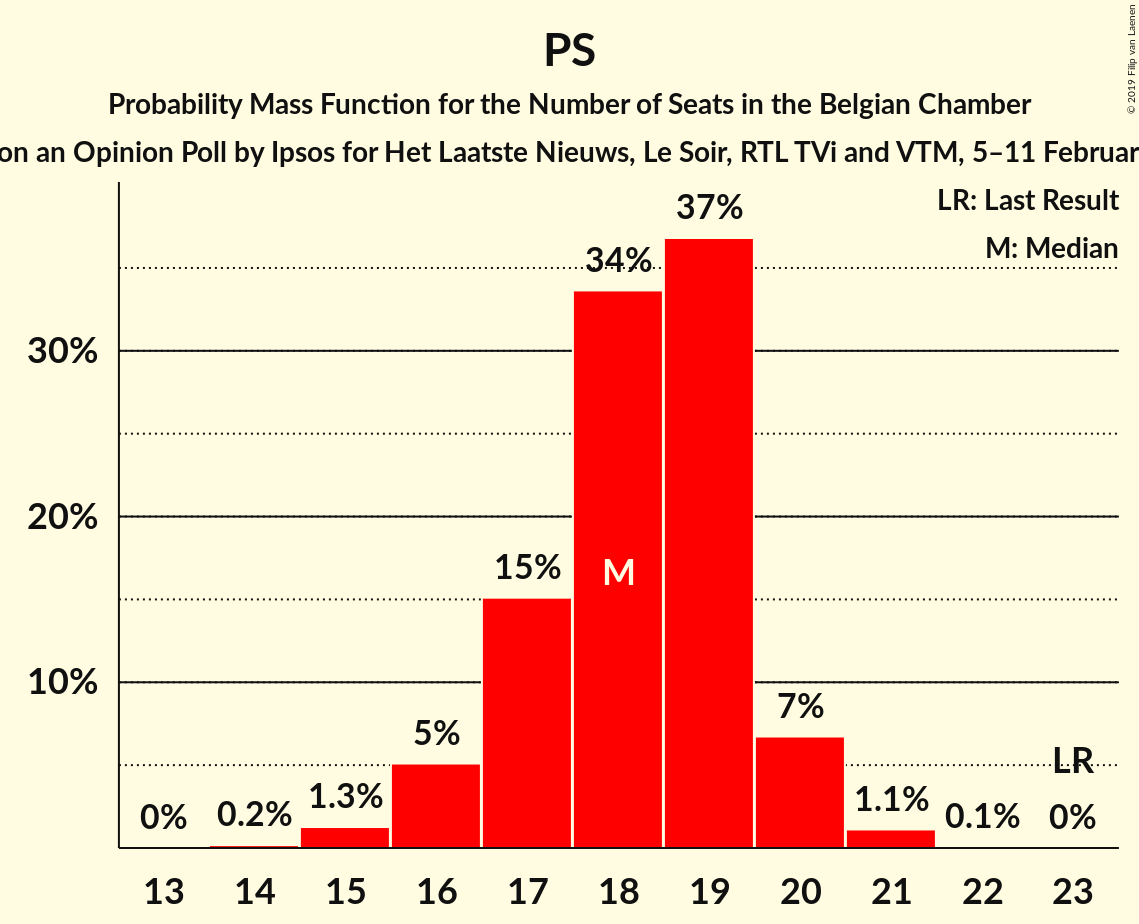 © 2019 Filip van Laenen
PS
Probability Mass Function for the Number of Seats in the Belgian Chamber
on an Opinion Poll by Ipsos for Het Laatste Nieuws, Le Soir, RTL TVi and VTM, 5–11 Februar
LR: Last Result
M: Median
37%
34%
30%
20%
15%
M
10%
7%
5%
LR
1.3%
1.1%
0%
0.2%
0.1%
0%
13 14 15 16 17 18 19 20 21 22 23